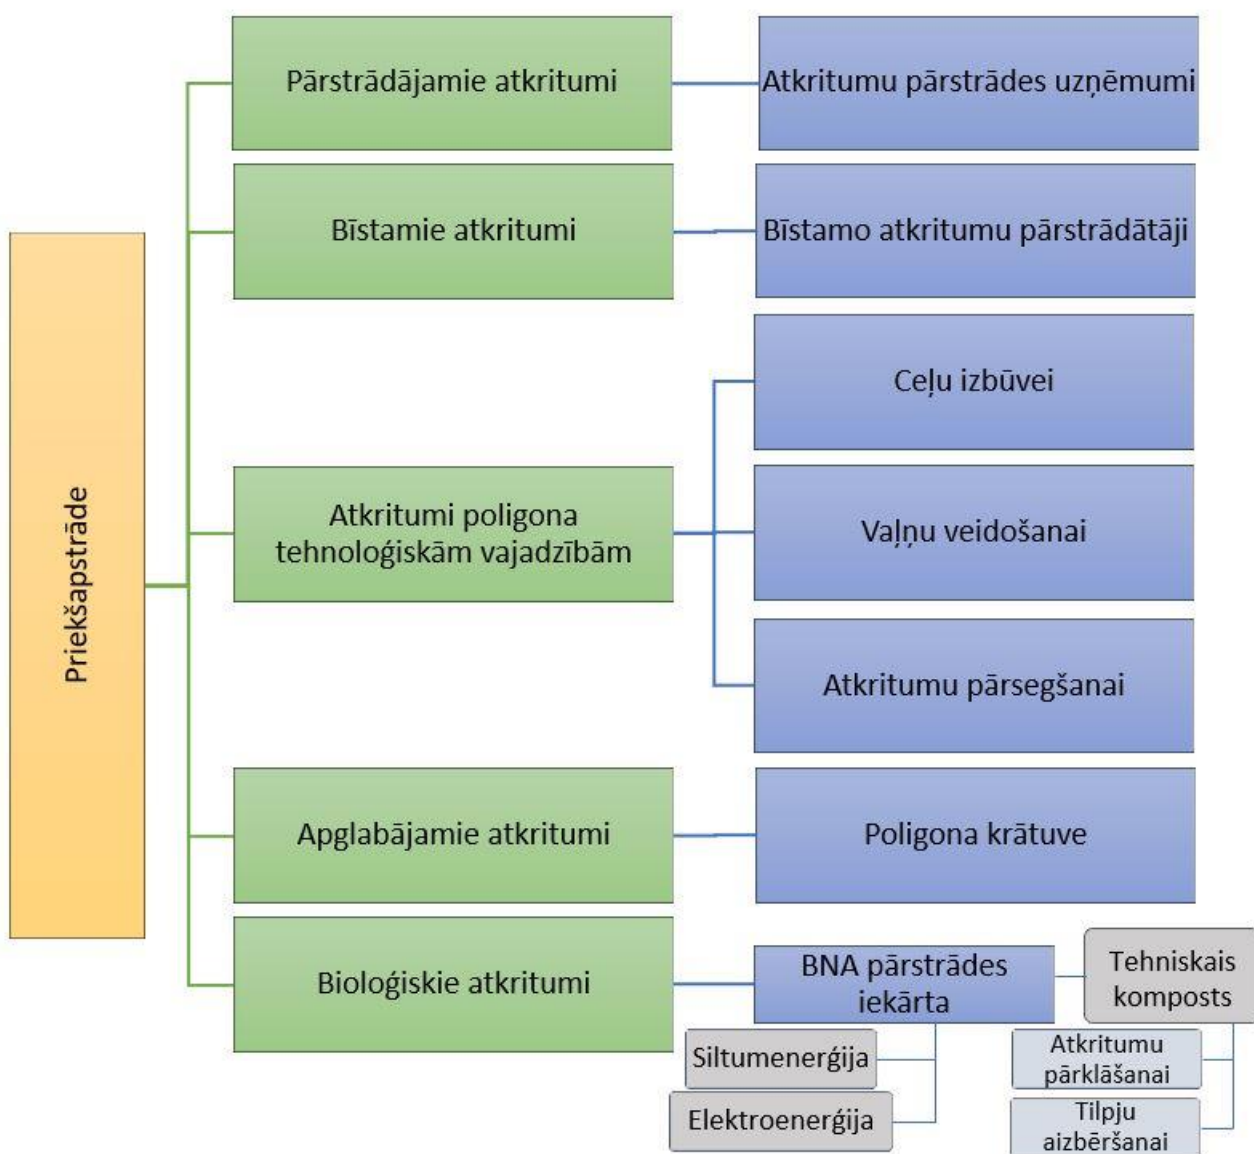 Priekšapstrāde
Pārstrādājamie atkritumi
Atkritumu pārstrādes uzņēmumi
Bīstamie atkritumi
Bīstamo atkritumu pārstrādātāji
Atkritumi poligona
tehnoloģiskām vajadzībām
Ceļu izbūvei
Vaļņu veidošanai
Atkritumu pārsegšanai
Apglabājamie atkritumi
Poligona krātuve
Bioloģiskie atkritumi
BNA pārstrādes
iekārta
Siltumenerģija
Elektroenerģija
Tehniskais
komposts
Atkritumu
pārklāšanai
Tilpju
aizbēršanai